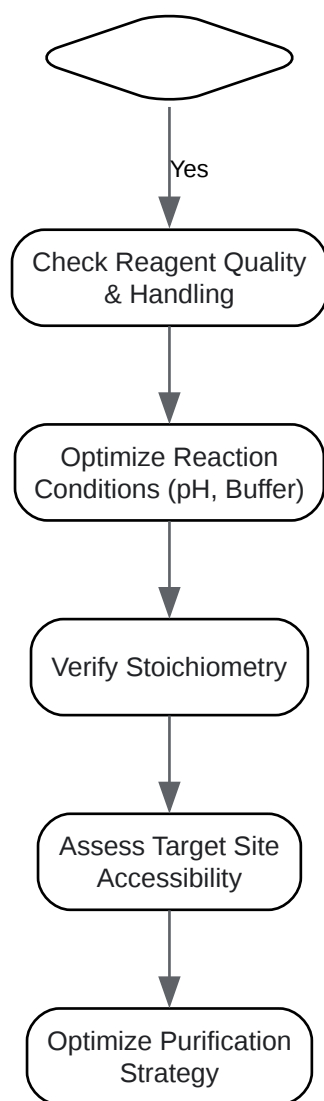 Yes
Check Reagent Quality
& Handling
Optimize Reaction
Conditions (pH, Buffer)
Verify Stoichiometry
Assess Target Site
Accessibility
Optimize Purification
Strategy